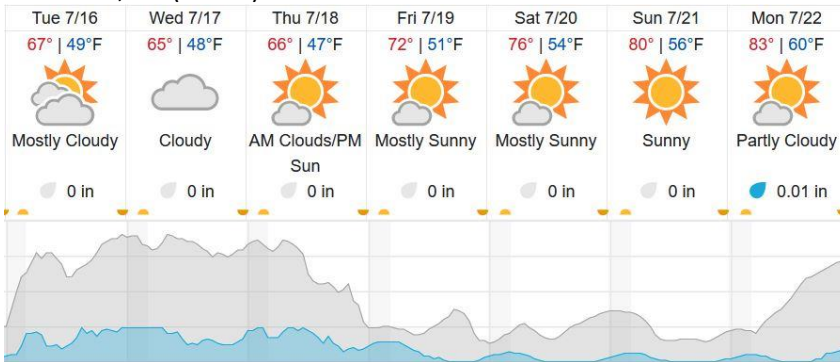 Tue 7/16 Wed 7/17 Thu 7/18 Fri 7/19 Sat 7/20 Sun 7/21 Mon 7/22
67° | 49°F 65° | 48°F 66° | 47°F 72° | 51°F 76° | 54°F 80° | 56°F 83° | 60°F
Mostly Cloudy Cloudy AM Clouds/PM Mostly Sunny Mostly Sunny Sunny Partly Cloudy
Sun
0 in 0 in 0 in 0 in 0 in 0 in 0.01 in